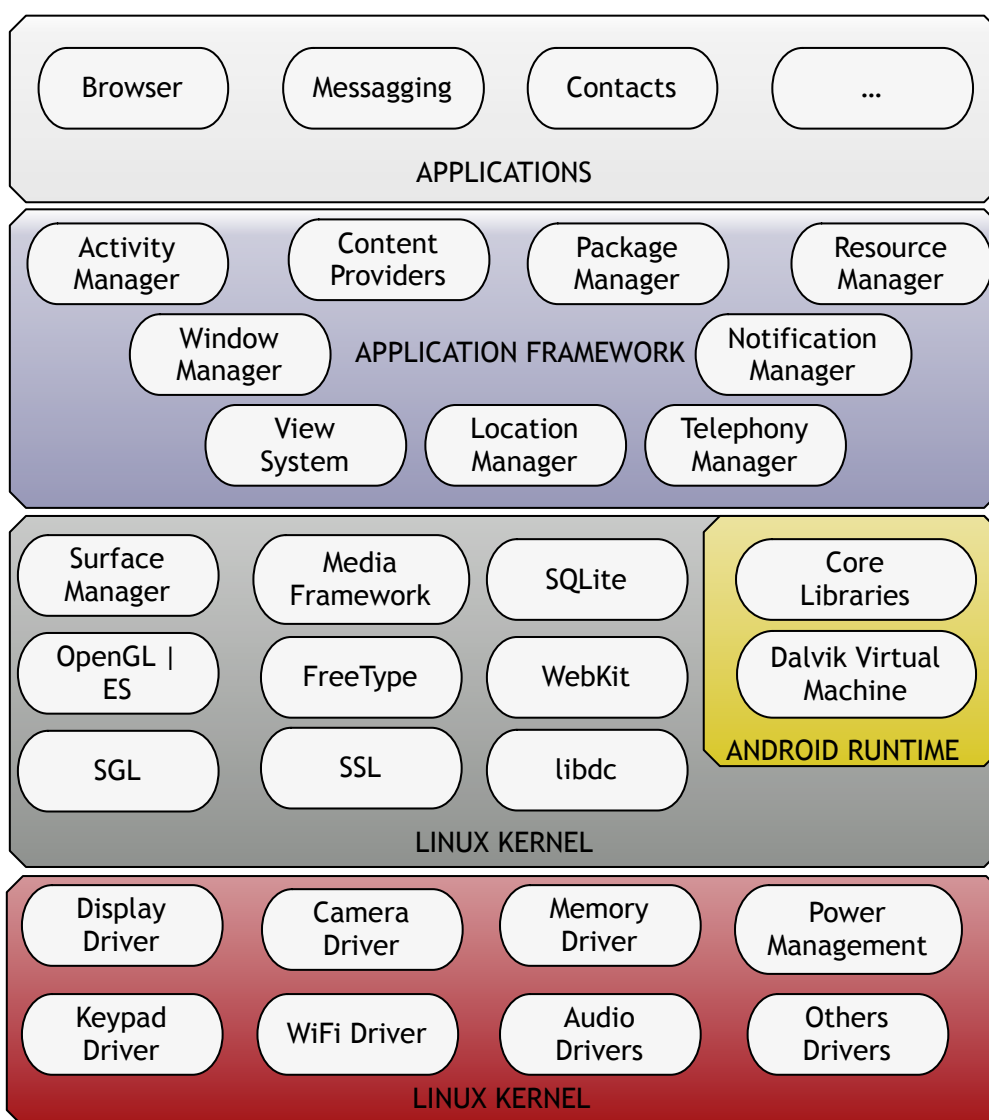 Browser
Messagging
Contacts
…
APPLICATIONS
Activity
Manager
Content
Providers
Package
Manager
Resource
Manager
Window
Manager
APPLICATION FRAMEWORK
Notification
Manager
View
System
Location
Manager
Telephony
Manager
Surface
Manager
Media
Framework
SQLite
Core
Libraries
OpenGL |
ES
FreeType
WebKit
Dalvik Virtual
Machine
ANDROID RUNTIME
SGL
SSL
libdc
LINUX KERNEL
Display
Driver
Camera
Driver
Memory
Driver
Power
Management
Keypad
Driver
WiFi Driver
Audio
Drivers
Others
Drivers
LINUX KERNEL